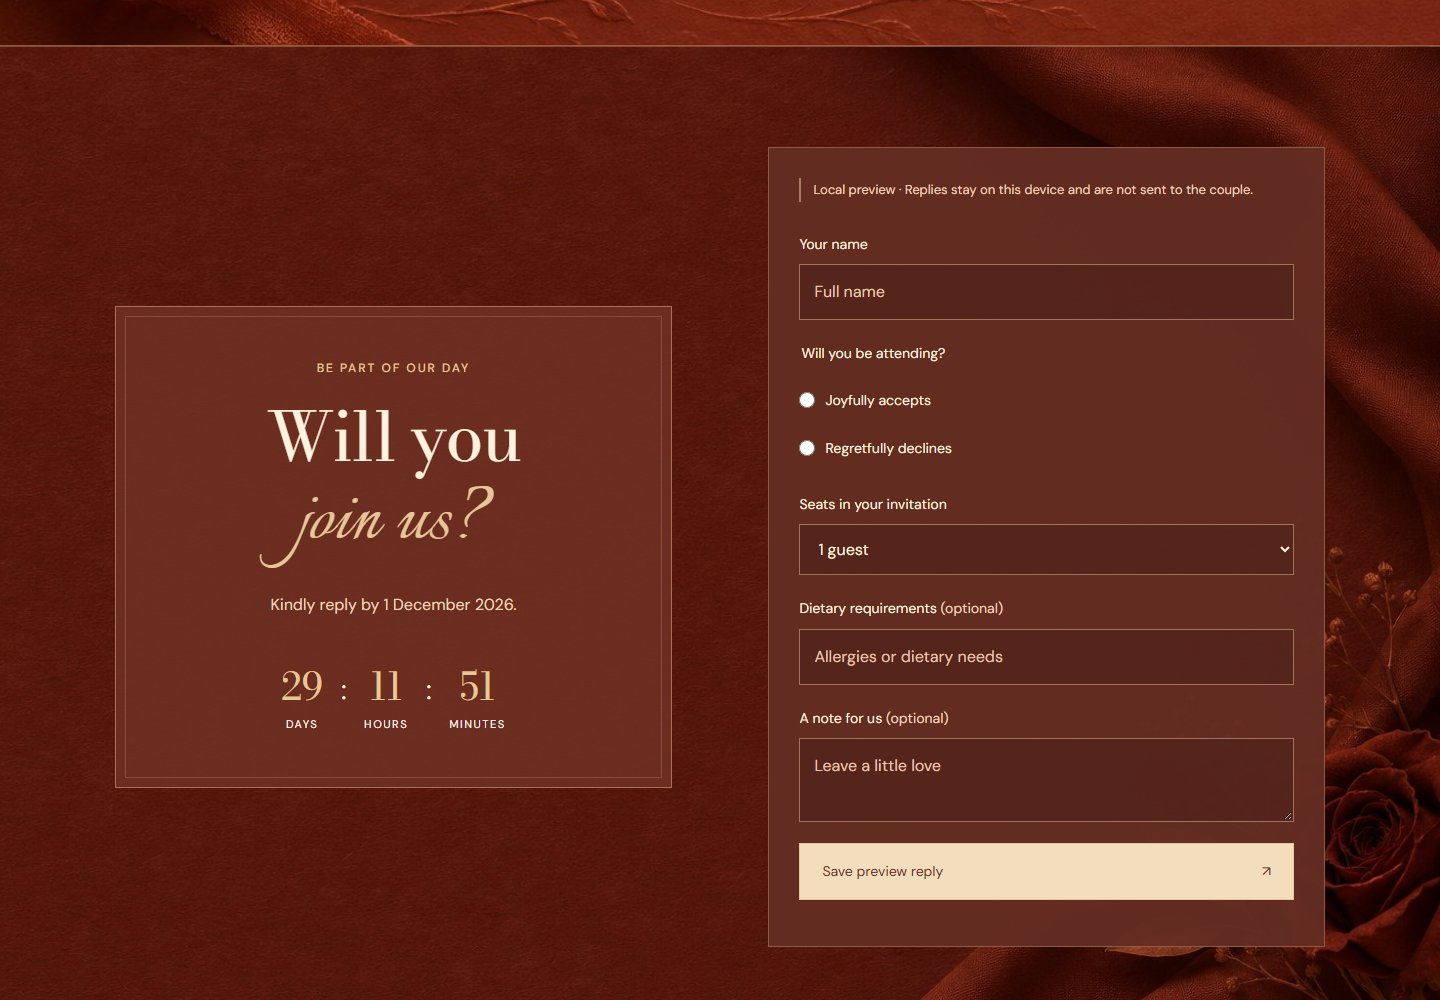 BE PART OF OUR DAY
Will you
join us?
Kindly reply by 1 December 2026.
29 : 11 : 51
DAYS HOURS MINUTES
Local preview · Replies stay on this device and are not sent to the couple.
Your name
Full name
Will you be attending?
Joyfully accepts
Regretfully declines
Seats in your invitation
1 guest
Dietary requirements (optional)
Allergies or dietary needs
A note for us (optional)
Leave a little love
Save preview reply